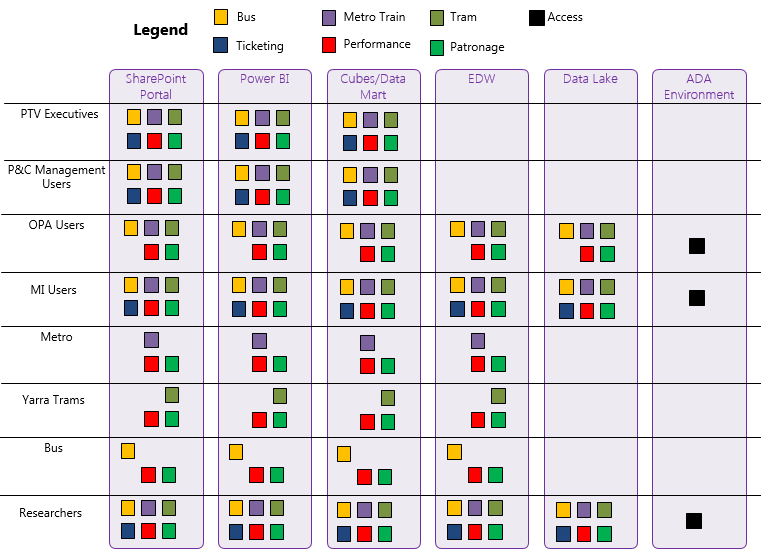 Legend
Bus
Metro Train
Tram
Access
Ticketing
Performance
Patronage
SharePoint
Portal
Power BI
Cubes/Data
Mart
EDW
Data Lake
ADA
Environment
PTV Executives
P&C Management
Users
OPA Users
MI Users
Metro
Yarra Trams
Bus
Researchers